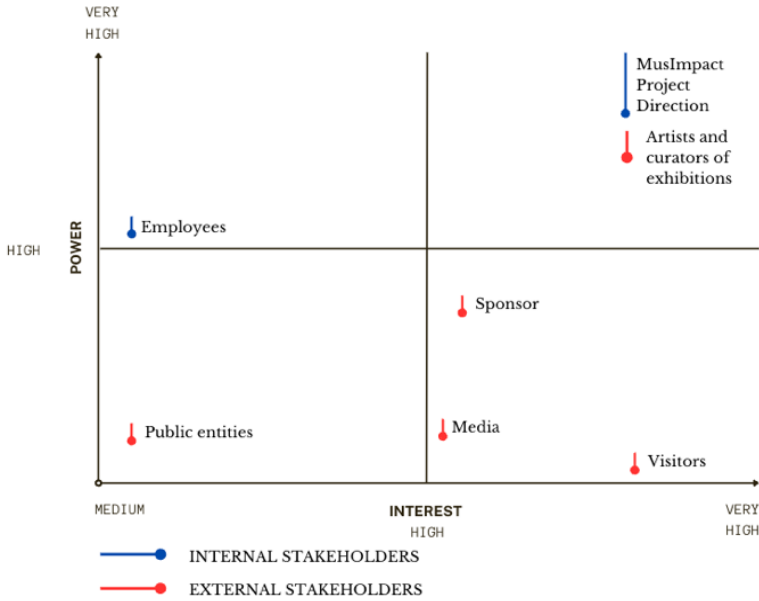 VERY
HIGH
MusImpact
Project
Direction
Artists and
curators of
exhibitions
Employees
HIGH
POWER
Sponsor
Public entities
Media
Visitors
MEDIUM
INTEREST
HIGH
VERY
HIGH
INTERNAL STAKEHOLDERS
EXTERNAL STAKEHOLDERS